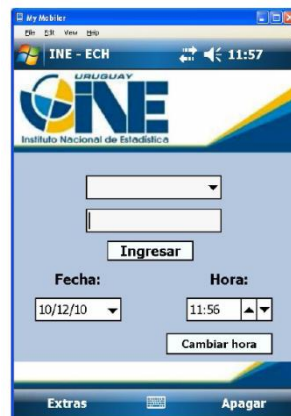 My Mobiler
File Edit View Help
INE - ECH 11:57
URUGUAY
INE
Instituto Nacional de Estadística
Ingresar
Fecha: Hora:
10/12/10 11:56
Cambiar hora
Extras Apagar